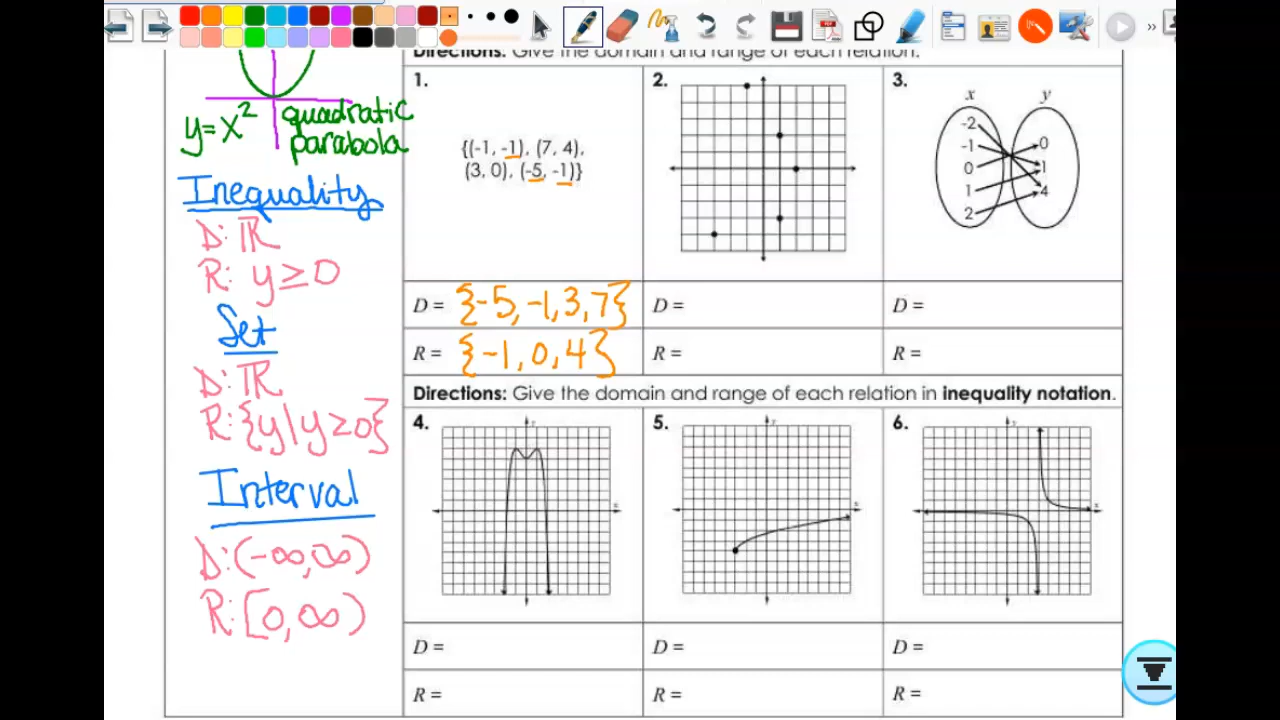 Directions: Give the domain and range of each relation.
y=x²
quadratic
parabola
Inequality
D: ℝ
R: y≥0
Set
D: ℝ
R: {y|y≥0}
Interval
D: (-∞,∞)
R: [0,∞)
1.
{(-1, -1), (7, 4),
(3, 0), (-5, -1)}
D = {-5, -1, 3, 7}
R = {-1, 0, 4}
2.
D =
R =
3.
x y
-2
-1
0
1
2
0
1
4
D =
R =
Directions: Give the domain and range of each relation in inequality notation.
4.
y
x
D =
R =
5.
y
x
D =
R =
6.
y
x
D =
R =